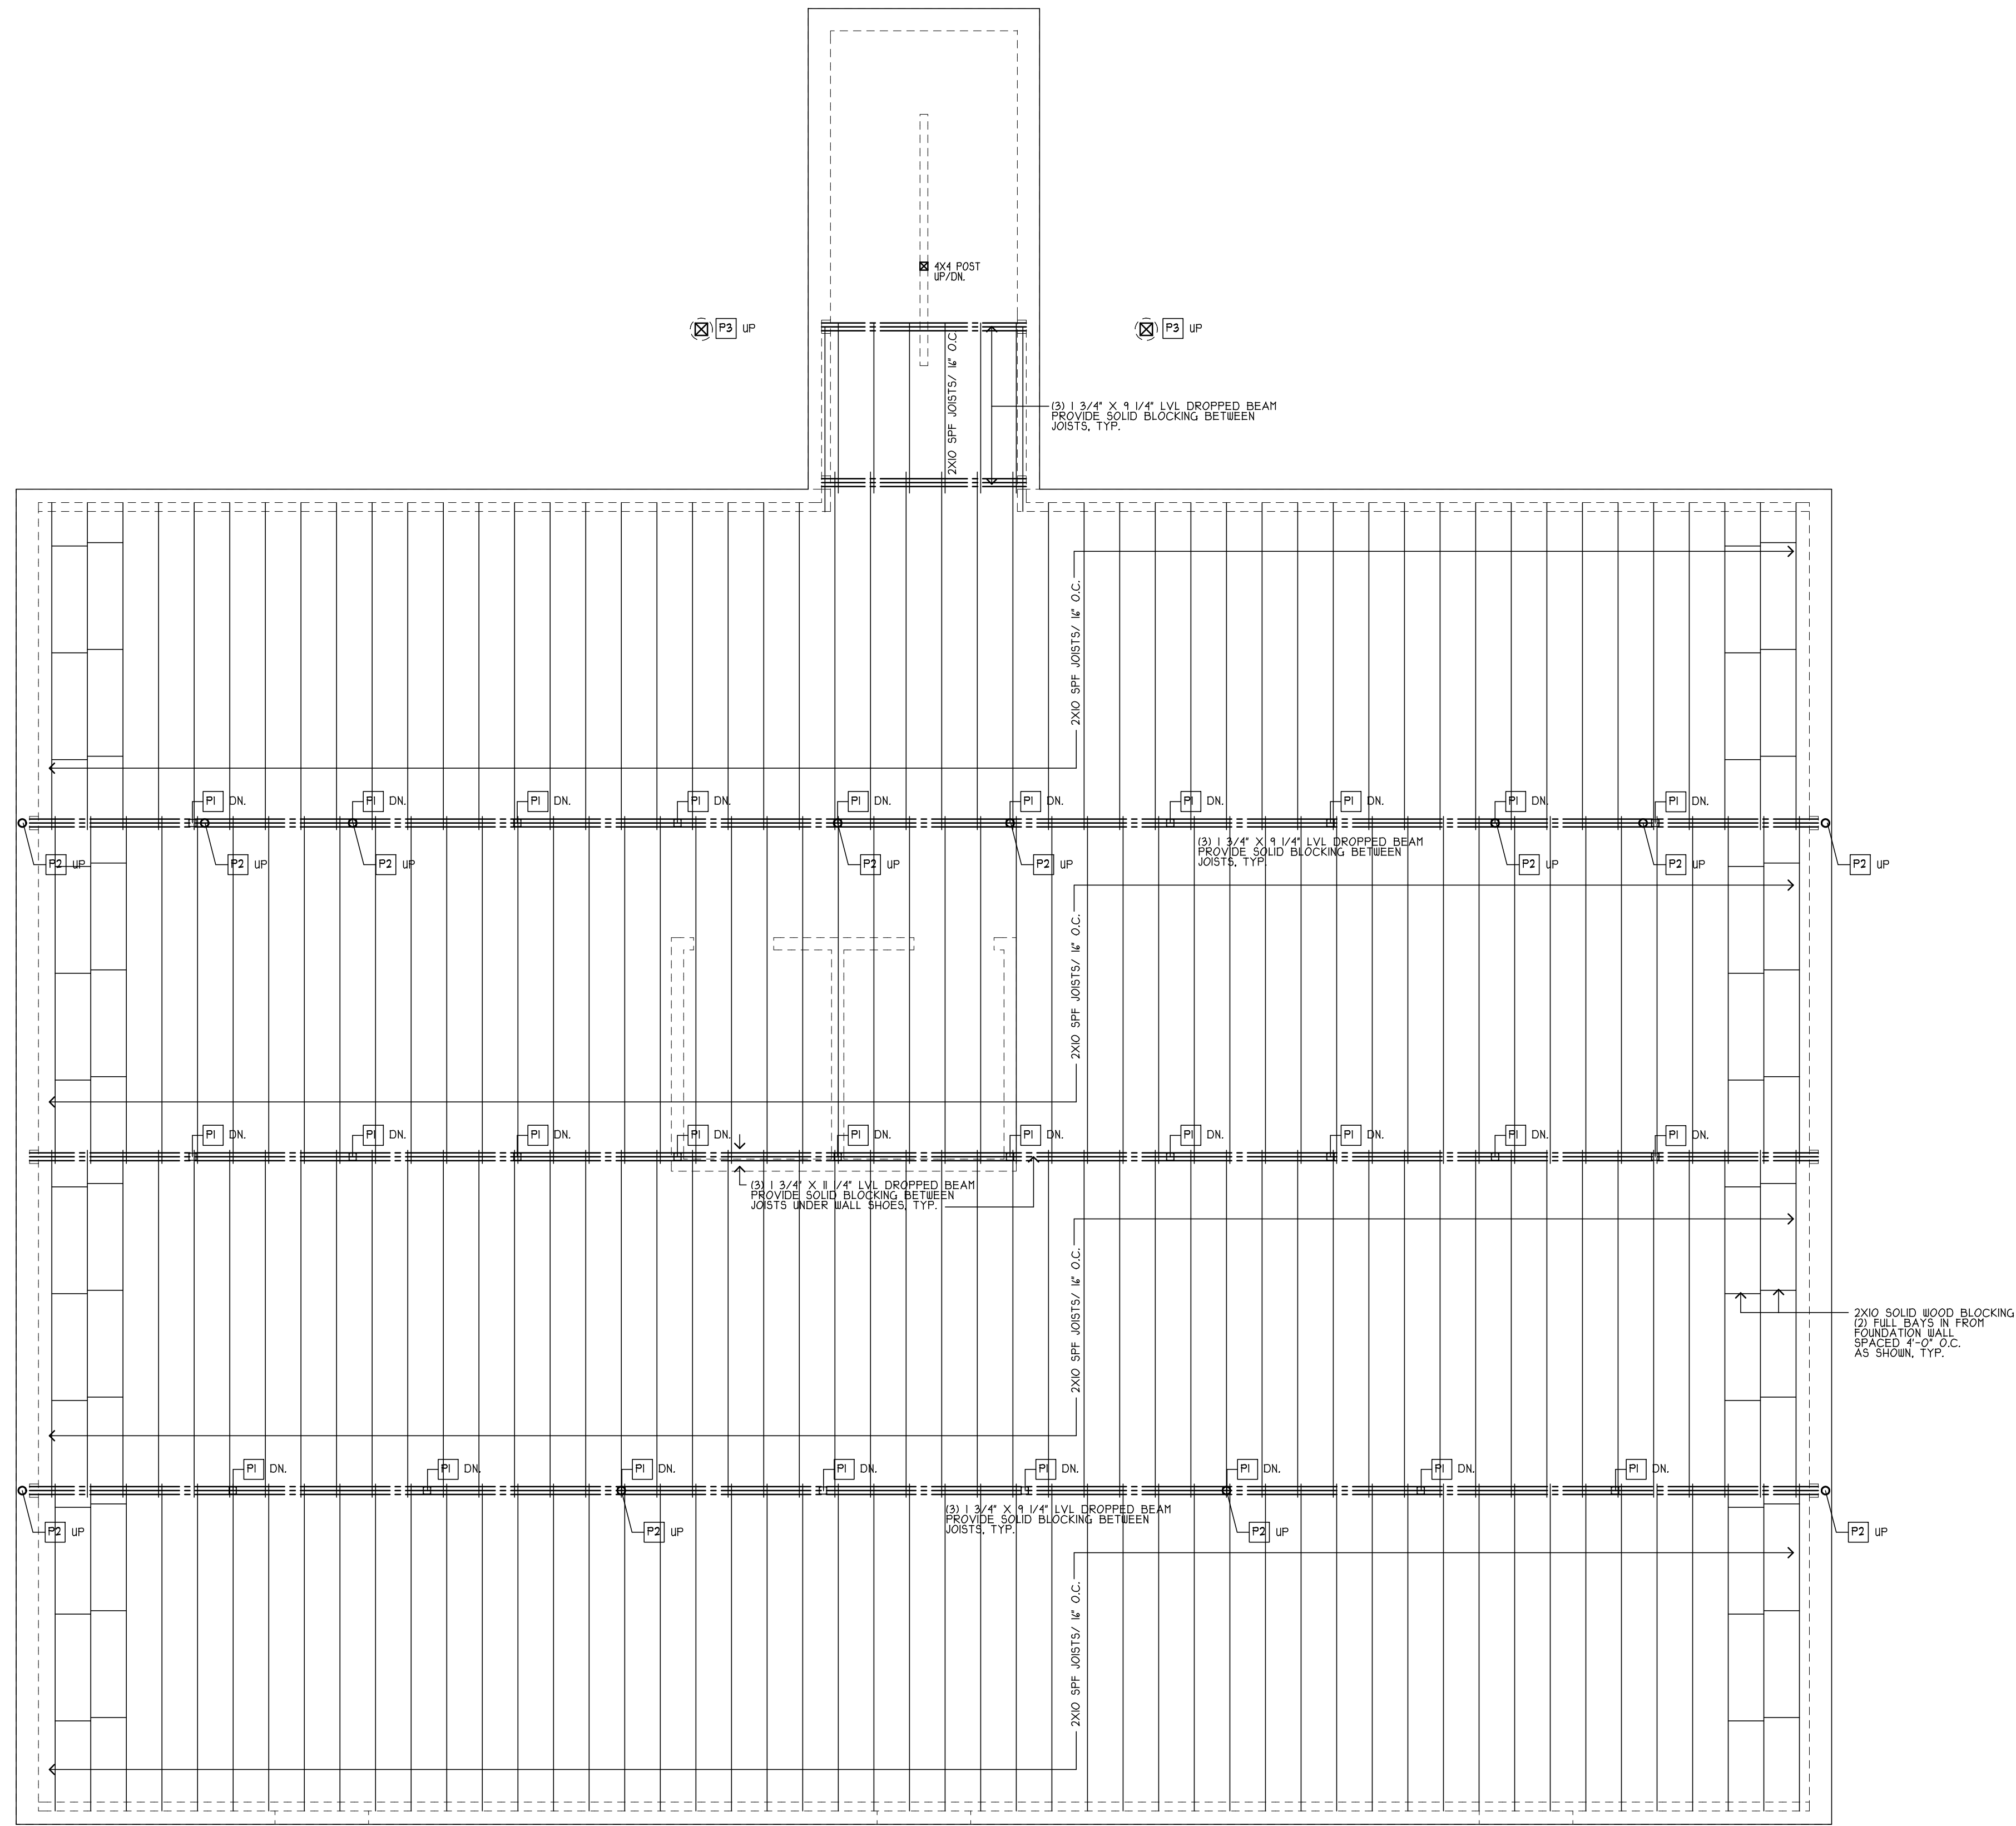 4X4 POST
UP/DN.
P3 UP
P3 UP
2X10 SPF JOISTS/ 16" O.C.
(3) 1 3/4" X 9 1/4" LVL DROPPED BEAM
PROVIDE SOLID BLOCKING BETWEEN
JOISTS, TYP.
2X10 SPF JOISTS/ 16" O.C.
P1 DN.
P1 DN.
P1 DN.
P1 DN.
P1 DN.
P1 DN.
P1 DN.
P1 DN.
P1 DN.
P1 DN.
(3) 1 3/4" X 9 1/4" LVL DROPPED BEAM
PROVIDE SOLID BLOCKING BETWEEN
JOISTS, TYP.
P2 UP
P2 UP
P2 UP
P2 UP
P2 UP
P2 UP
P2 UP
P2 UP
2X10 SPF JOISTS/ 16" O.C.
P1 DN.
P1 DN.
P1 DN.
P1 DN.
P1 DN.
P1 DN.
P1 DN.
P1 DN.
P1 DN.
P1 DN.
(3) 1 3/4" X 11 1/4" LVL DROPPED BEAM
PROVIDE SOLID BLOCKING BETWEEN
JOISTS UNDER WALL SHOES, TYP.
2X10 SPF JOISTS/ 16" O.C.
2X10 SOLID WOOD BLOCKING
(2) FULL BAYS IN FROM
FOUNDATION WALL
SPACED 4'-0" O.C.
AS SHOWN, TYP.
P1 DN.
P1 DN.
P1 DN.
P1 DN.
P1 DN.
P1 DN.
P1 DN.
P1 DN.
(3) 1 3/4" X 9 1/4" LVL DROPPED BEAM
PROVIDE SOLID BLOCKING BETWEEN
JOISTS, TYP.
P2 UP
P2 UP
P2 UP
P2 UP
2X10 SPF JOISTS/ 16" O.C.